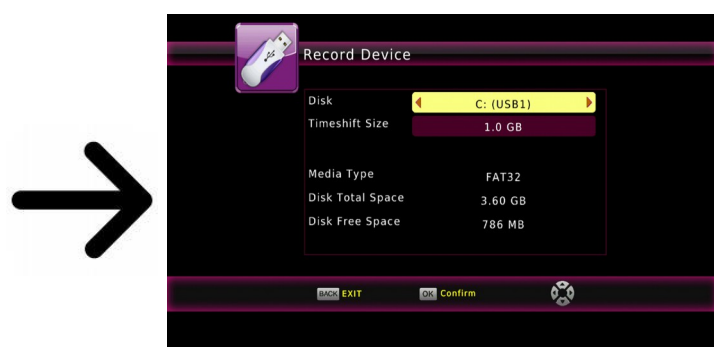 Record Device
Disk C: (USB1)
Timeshift Size 1.0 GB
Media Type FAT32
Disk Total Space 3.60 GB
Disk Free Space 786 MB
BACK EXIT OK Confirm